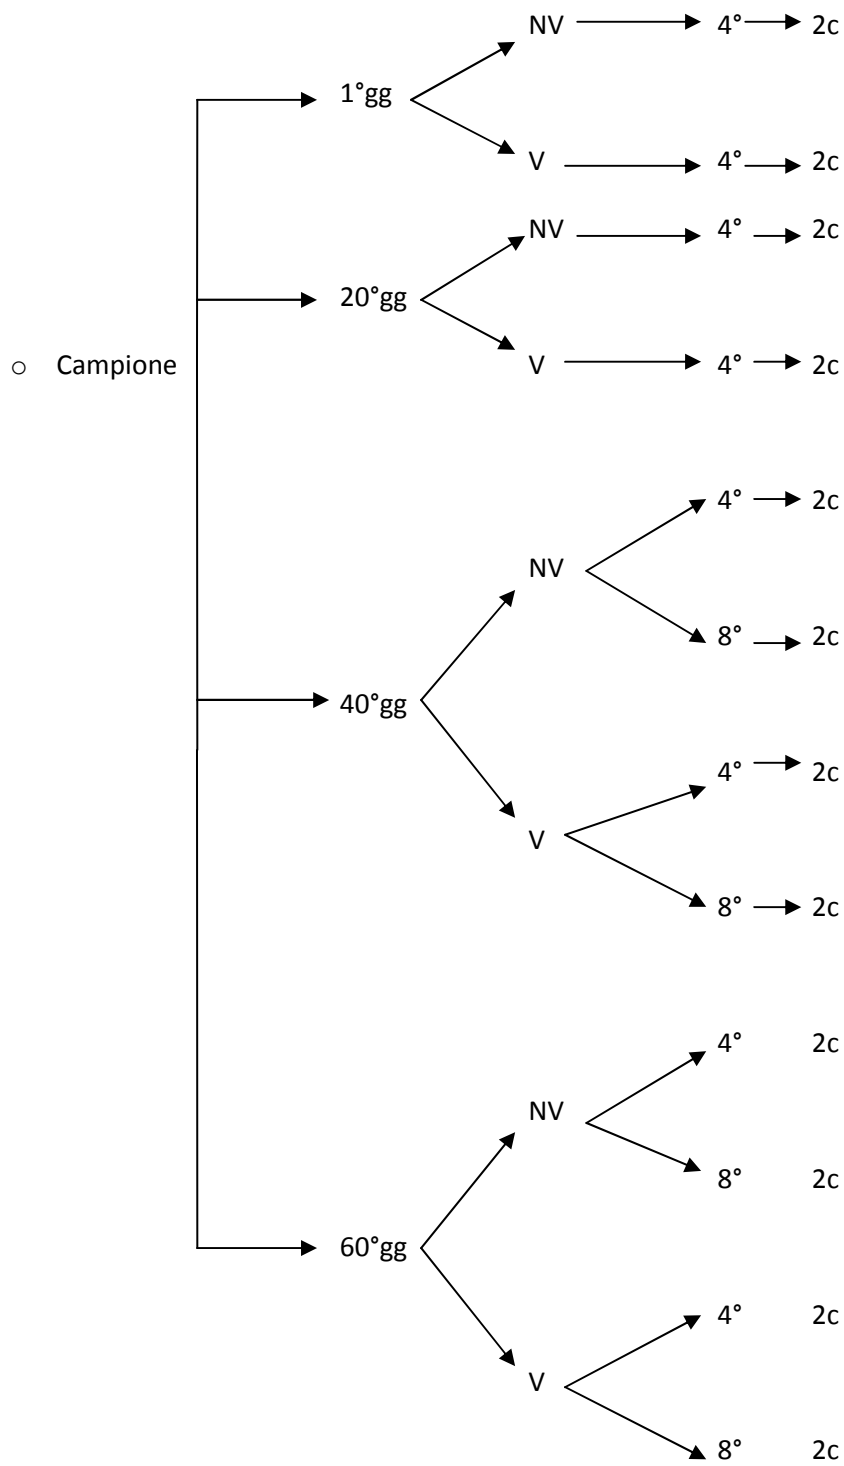 NV 4° 2c
1°gg
V 4° 2c
NV 4° 2c
20°gg
V 4° 2c
○ Campione
4° 2c
NV
8° 2c
40°gg
4° 2c
V
8° 2c
4° 2c
NV
8° 2c
60°gg
4° 2c
V
8° 2c